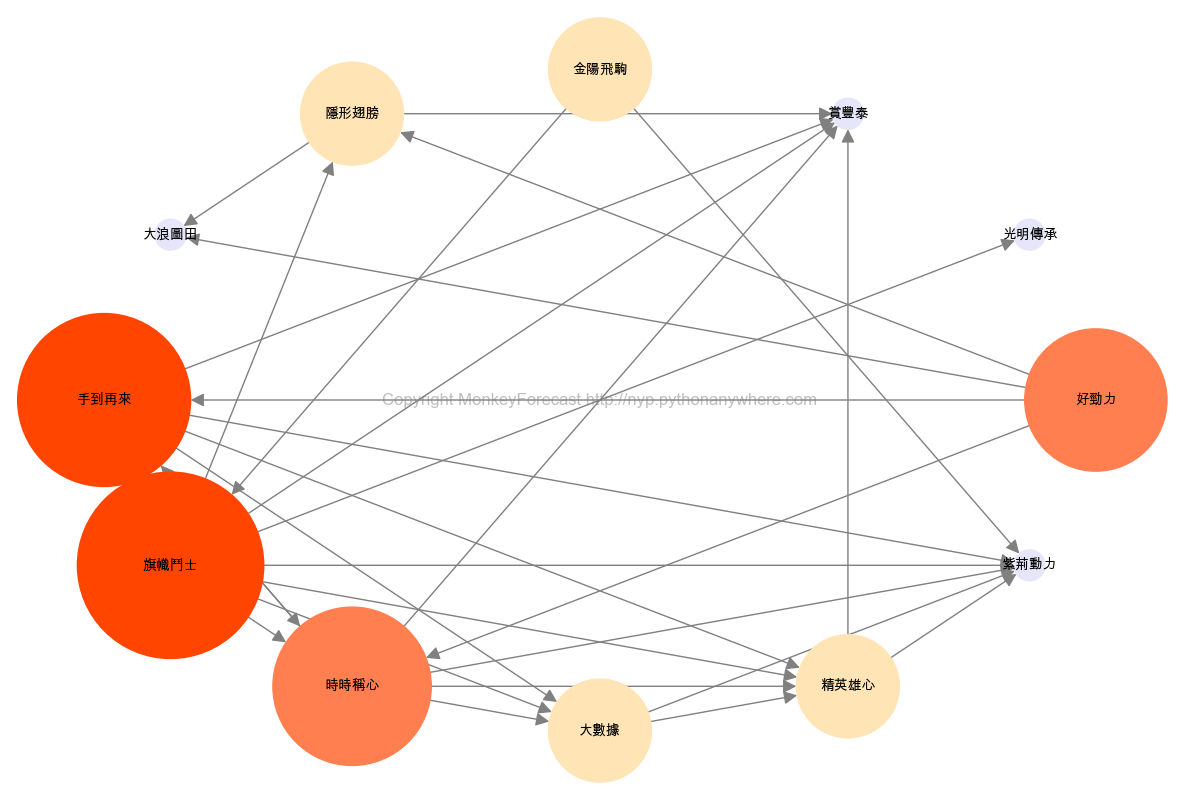 金陽飛駒
隱形翅膀
賞豐泰
大浪圖田
光明傳承
手到再來
Copyright MonkeyForecast http://nyp.pythonanywhere.com
好勁力
旗幟鬥士
紫荊動力
時時稱心
精英雄心
大數據